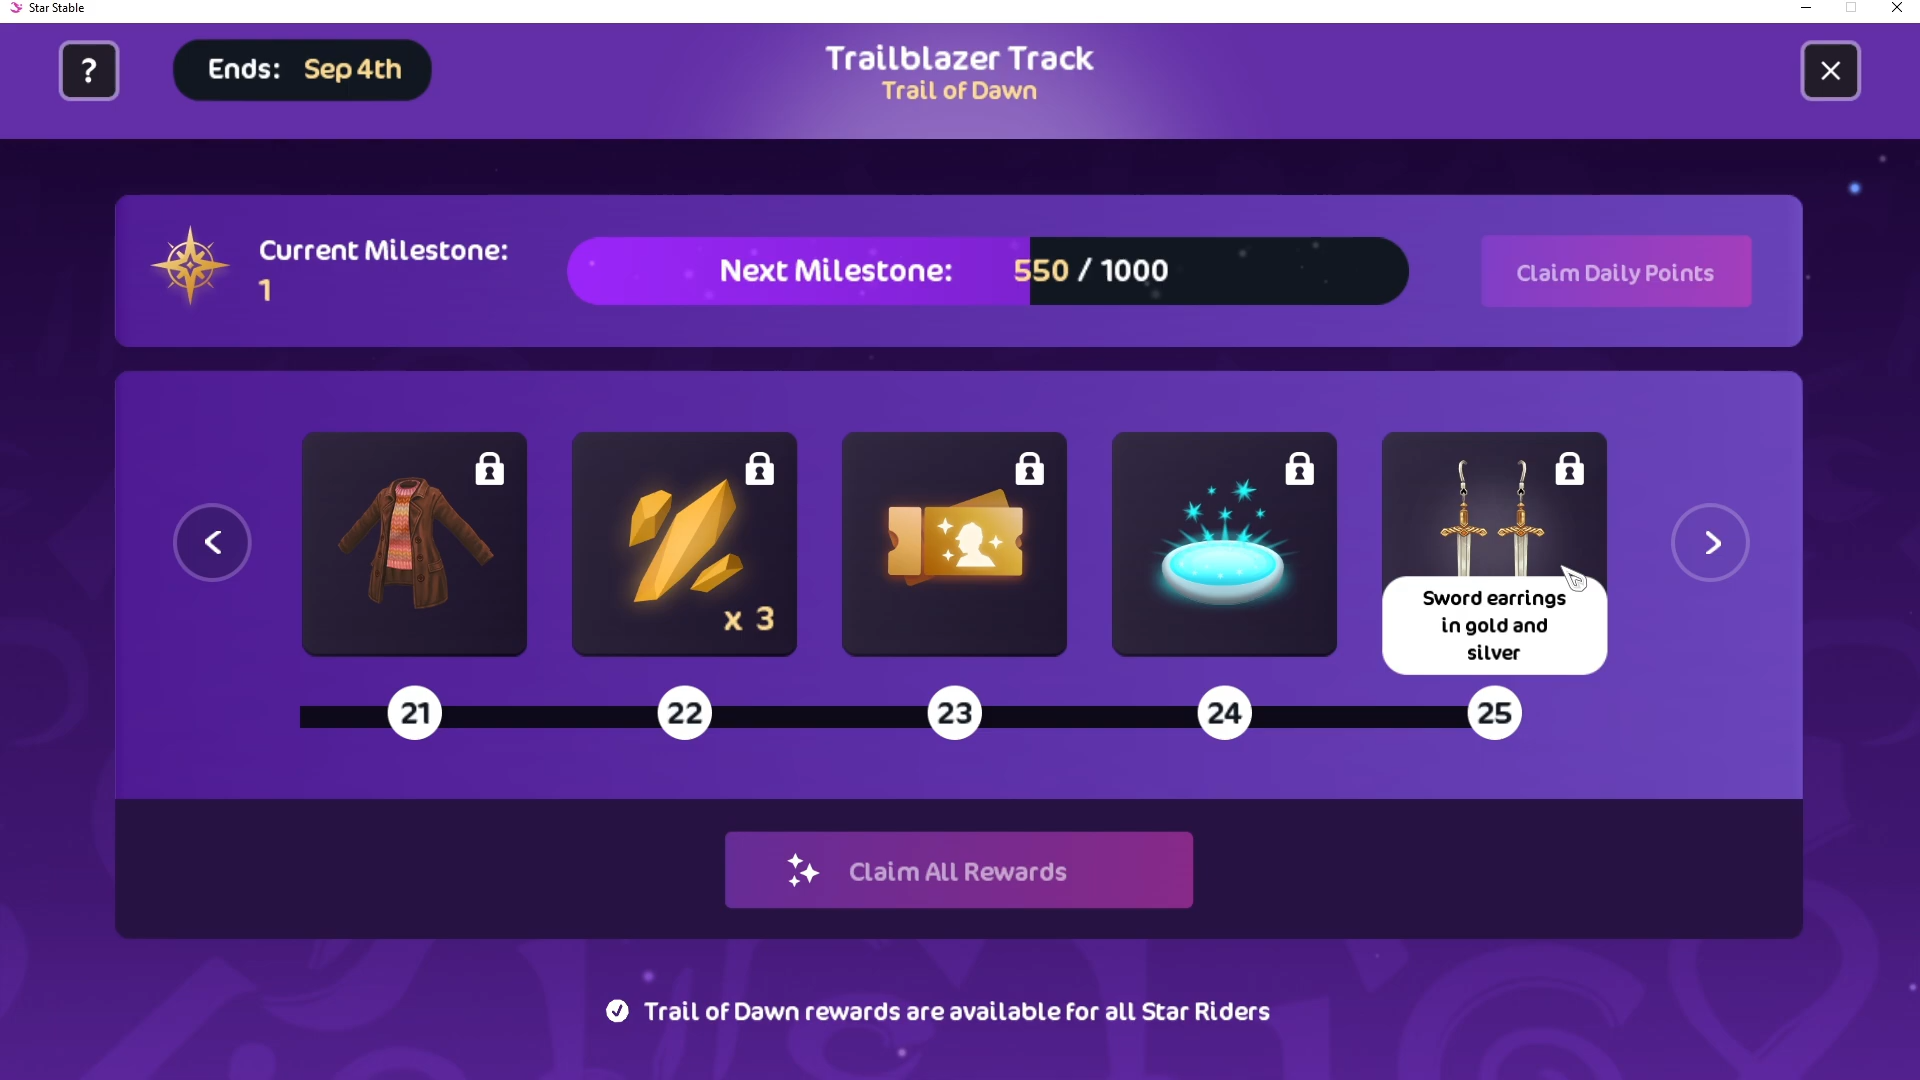 Star Stable
?
Ends: Sep 4th
Trailblazer Track
Trail of Dawn
Current Milestone:
1
Next Milestone: 550 / 1000
Claim Daily Points
x 3
Sword earrings
in gold and
silver
21 22 23 24 25
Claim All Rewards
Trail of Dawn rewards are available for all Star Riders